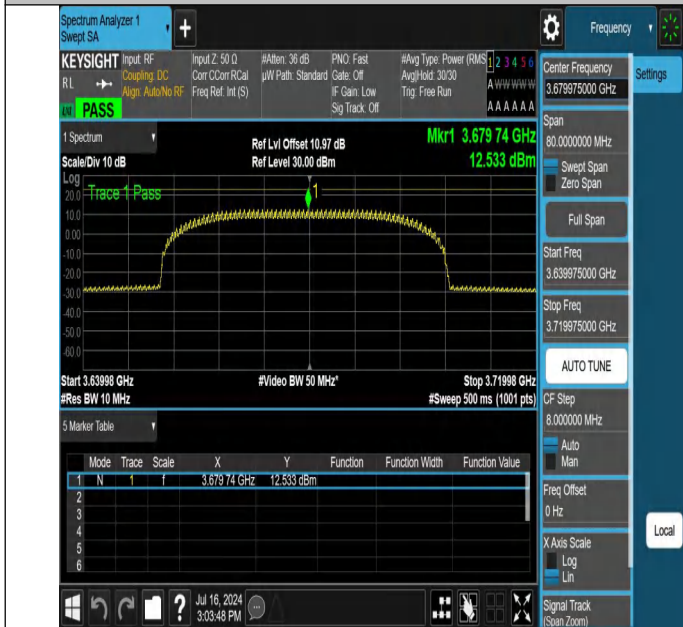 Spectrum Analyzer 1
Swept SA
+
Frequency
KEYSIGHT
RL
PASS
Input: RF
Coupling: DC
Align: Auto/No RF
Input Z: 50 Ω
Corr CCorr RCal
Freq Ref: Int (S)
#Atten: 36 dB
µW Path: Standard
PNO: Fast
Gate: Off
IF Gain: Low
Sig Track: Off
#Avg Type: Power (RMS
Avg|Hold: 30/30
Trig: Free Run
1 2 3 4 5 6
A W W W W W
A A A A A A
Center Frequency
3.679975000 GHz
Settings
1 Spectrum
Scale/Div 10 dB
Ref Lvl Offset 10.97 dB
Ref Level 30.00 dBm
Mkr1 3.679 74 GHz
12.533 dBm
Span
80.0000000 MHz
Swept Span
Zero Span
Full Span
Start Freq
3.639975000 GHz
Stop Freq
3.719975000 GHz
AUTO TUNE
CF Step
8.000000 MHz
Auto
Man
Freq Offset
0 Hz
X Axis Scale
Log
Lin
Signal Track
(Span Zoom)
Local
Log
Trace 1 Pass
1
20.0
10.0
0.00
-10.0
-20.0
-30.0
-40.0
-50.0
-60.0
Start 3.63998 GHz
#Video BW 50 MHz*
Stop 3.71998 GHz
#Res BW 10 MHz
#Sweep 500 ms (1001 pts)
5 Marker Table
Mode Trace Scale X Y Function Function Width Function Value
1 N 1 f 3.679 74 GHz 12.533 dBm
2
3
4
5
6
?
Jul 16, 2024
3:03:48 PM